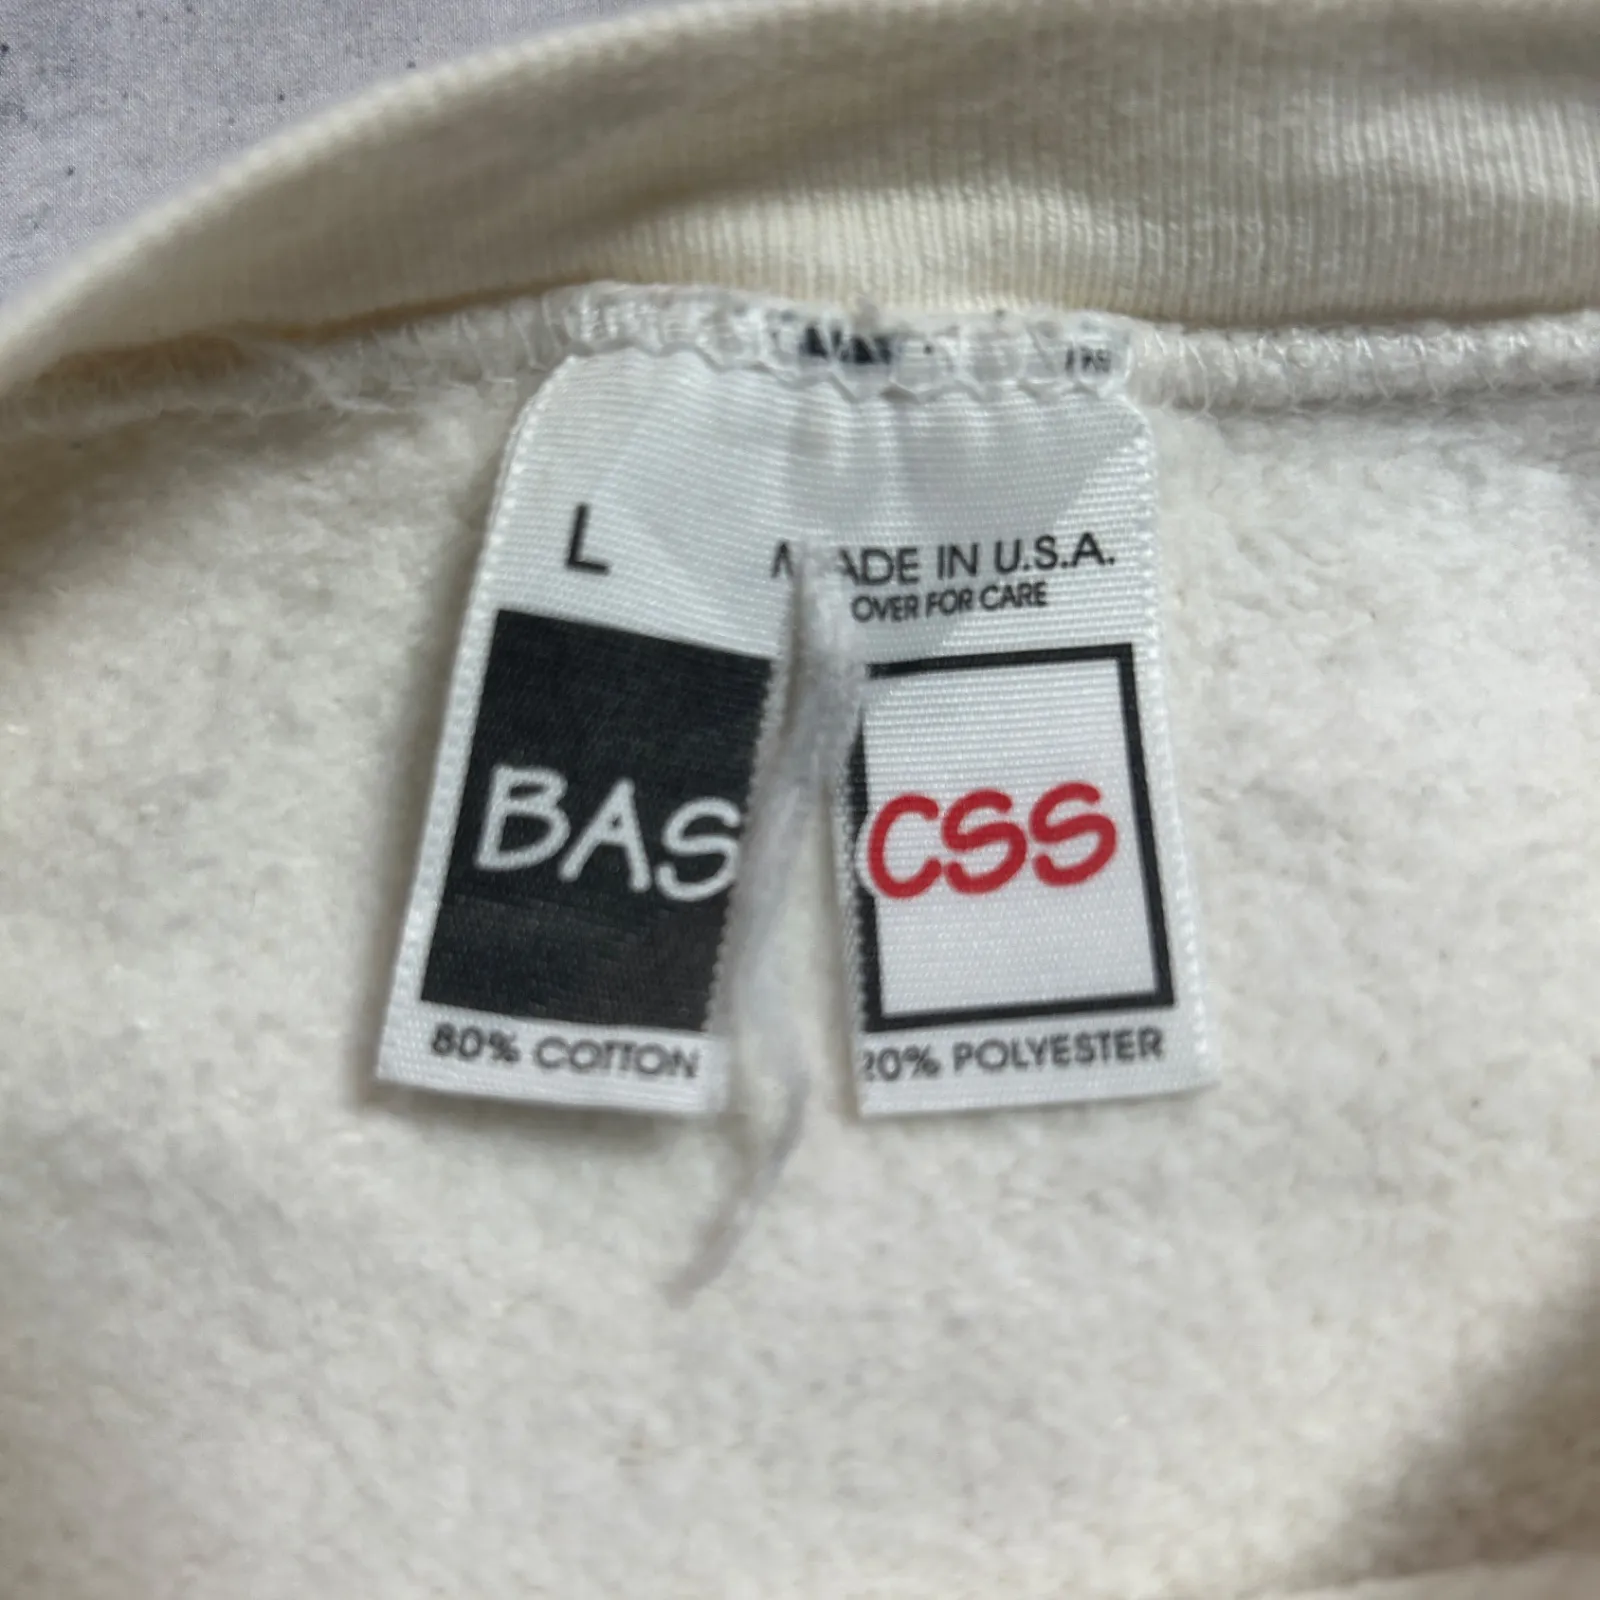 L MADE IN U.S.A.
OVER FOR CARE
BAS CSS
80% COTTON 20% POLYESTER